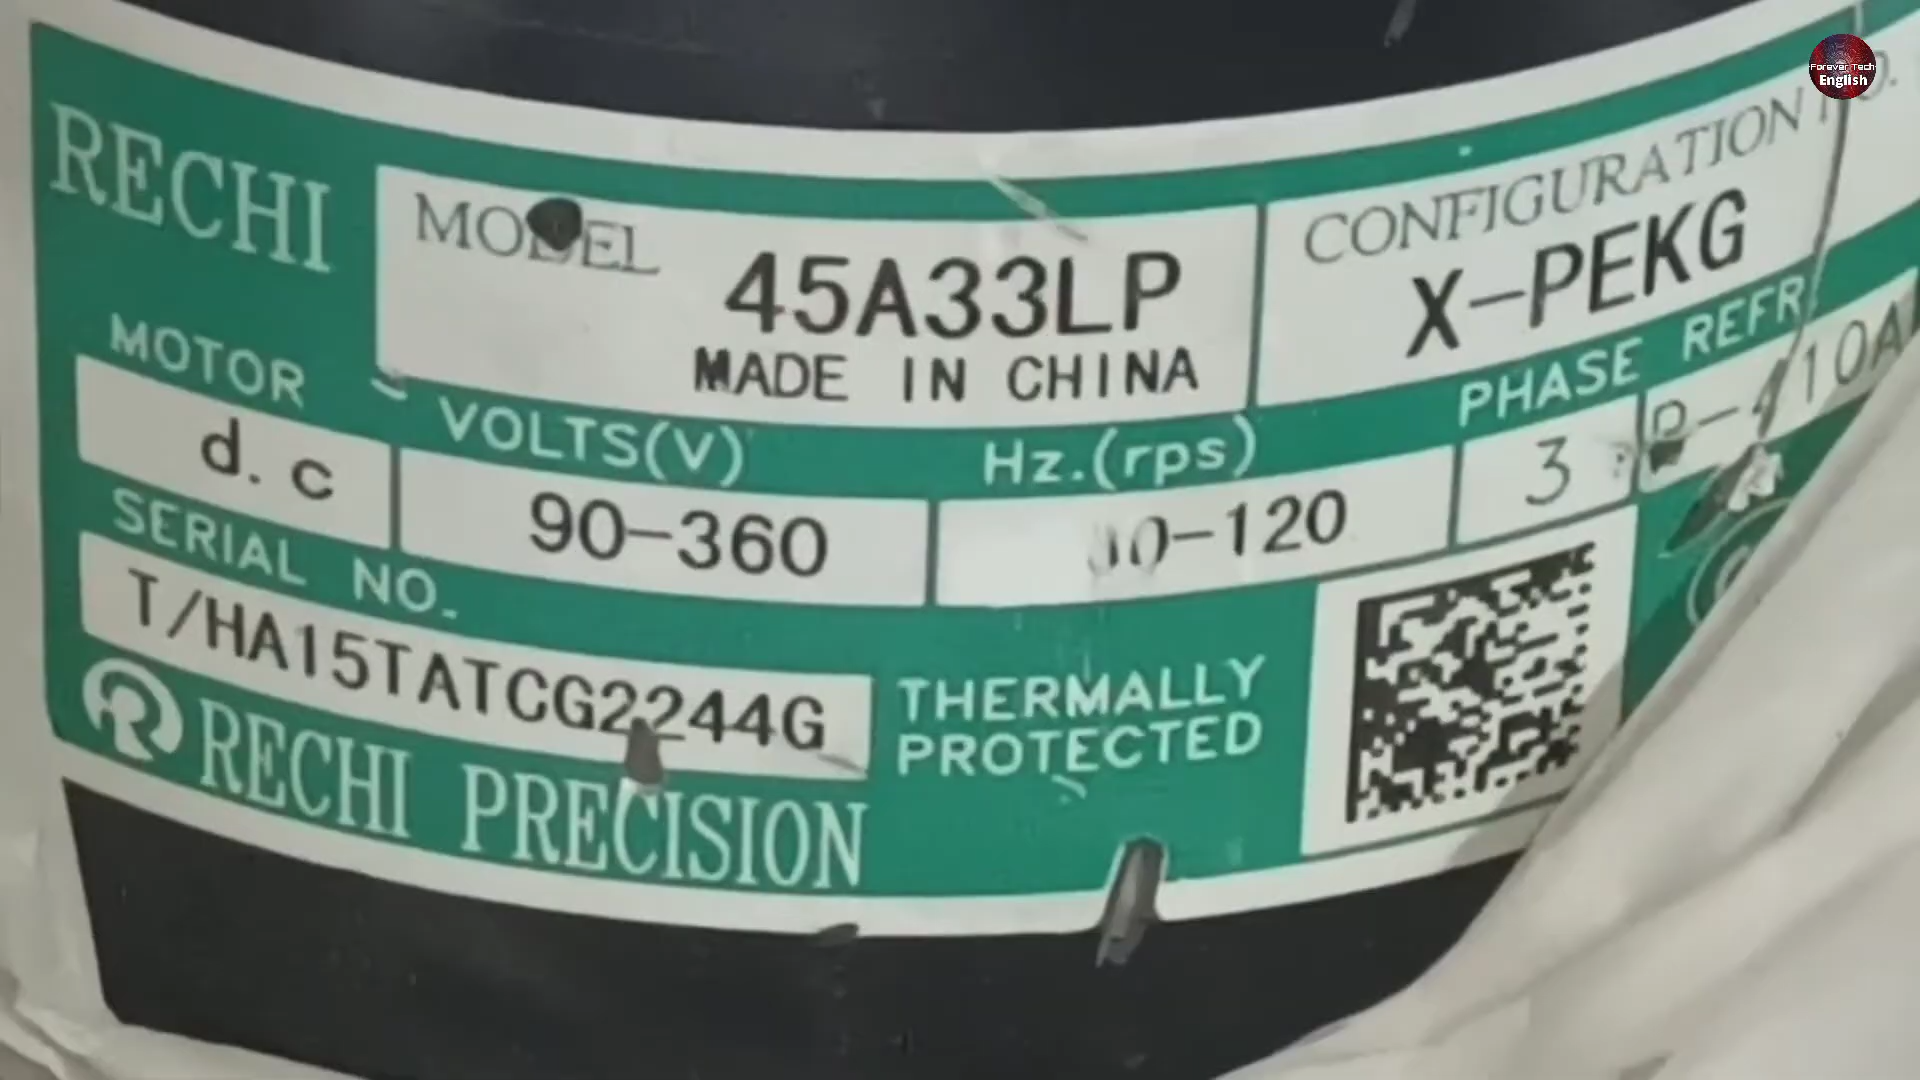 Forever Tech
English
RECHI
MODEL
45A33LP
MADE IN CHINA
CONFIGURATION NO.
X-PEKG
MOTOR
d.c
VOLTS(V)
90-360
Hz.(rps)
-120
PHASE
3
REFR.
R-410A
SERIAL NO.
T/HA15TATCG2244G
RECHI PRECISION
THERMALLY
PROTECTED